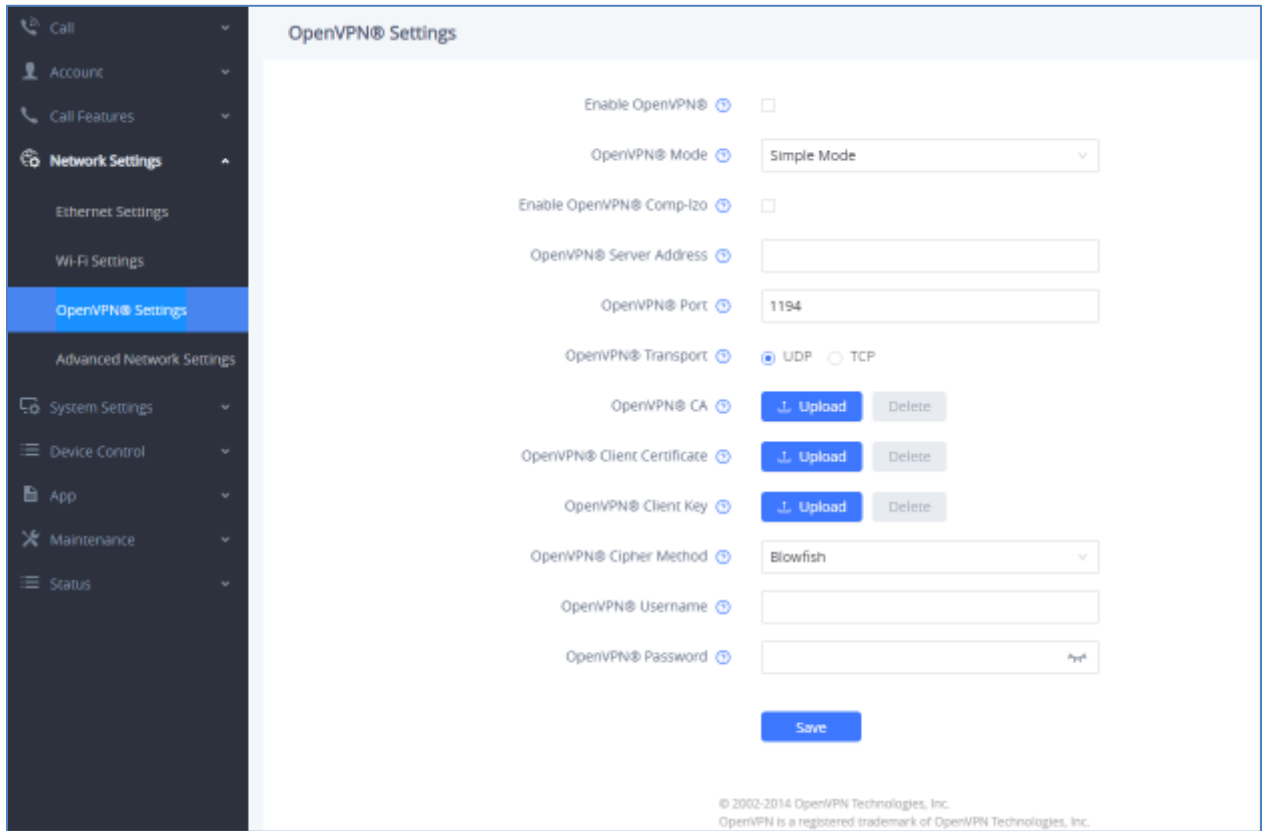 Call
Account
Call Features
Network Settings
Ethernet Settings
Wi-Fi Settings
OpenVPN® Settings
Advanced Network Settings
System Settings
Device Control
App
Maintenance
Status
OpenVPN® Settings
Enable OpenVPN®
OpenVPN® Mode Simple Mode
Enable OpenVPN® Comp-lzo
OpenVPN® Server Address
OpenVPN® Port 1194
OpenVPN® Transport UDP TCP
OpenVPN® CA Upload Delete
OpenVPN® Client Certificate Upload Delete
OpenVPN® Client Key Upload Delete
OpenVPN® Cipher Method Blowfish
OpenVPN® Username
OpenVPN® Password
Save
© 2002-2014 OpenVPN Technologies, Inc.
OpenVPN is a registered trademark of OpenVPN Technologies, Inc.